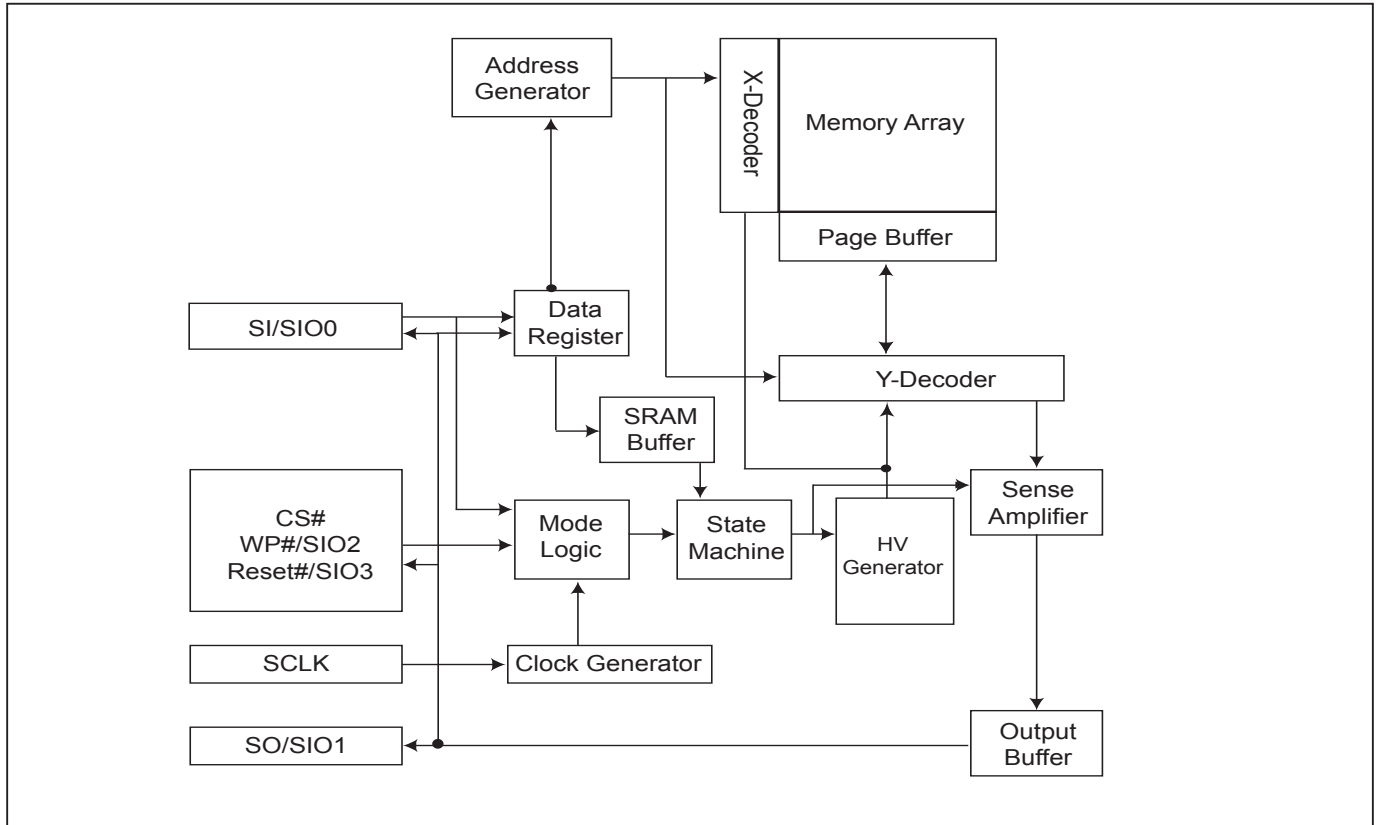 Address
Generator
X-Decoder
Memory Array
Page Buffer
SI/SIO0
Data
Register
Y-Decoder
SRAM
Buffer
CS#
WP#/SIO2
Reset#/SIO3
Mode
Logic
State
Machine
HV
Generator
Sense
Amplifier
SCLK
Clock Generator
SO/SIO1
Output
Buffer